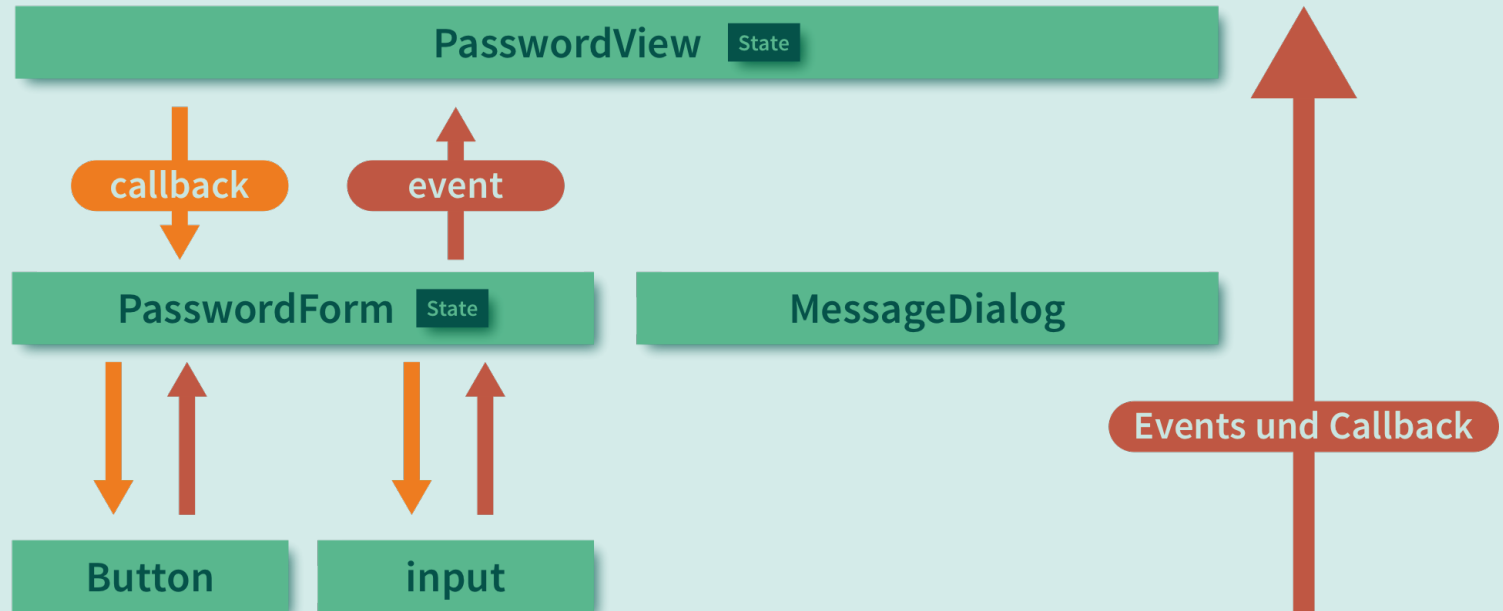 PasswordView State
callback
event
PasswordForm State
MessageDialog
Events und Callback
Button
input